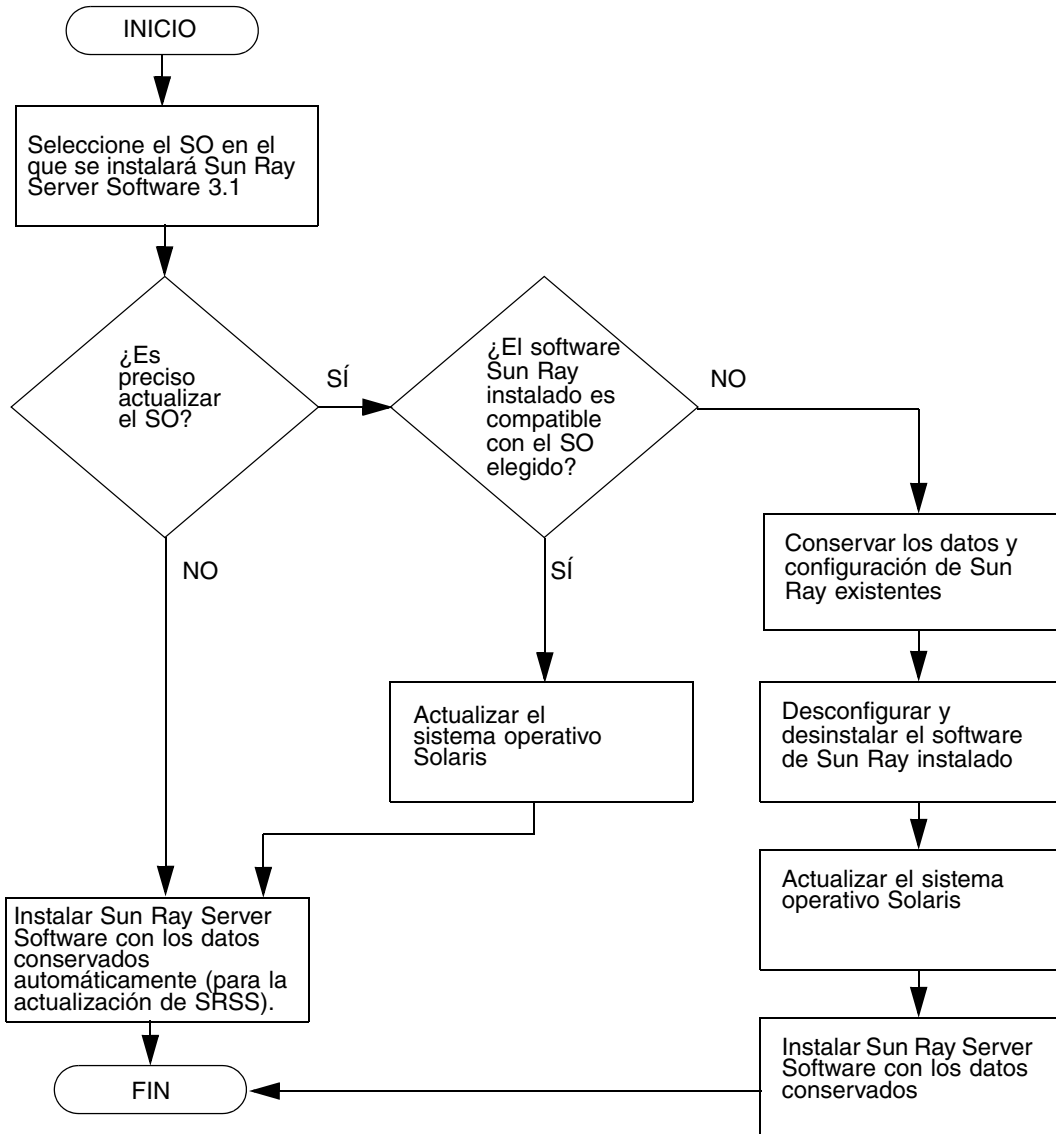 INICIO
Seleccione el SO en el
que se instalará Sun Ray
Server Software 3.1
¿Es
preciso
actualizar
el SO?
SÍ
¿El software
Sun Ray
instalado es
compatible
con el SO
elegido?
NO
NO
SÍ
Conservar los datos y
configuración de Sun
Ray existentes
Actualizar el
sistema operativo
Solaris
Desconfigurar y
desinstalar el software
de Sun Ray instalado
Actualizar el sistema
operativo Solaris
Instalar Sun Ray Server
Software con los datos
conservados
automáticamente (para la
actualización de SRSS).
Instalar Sun Ray Server
Software con los datos
conservados
FIN